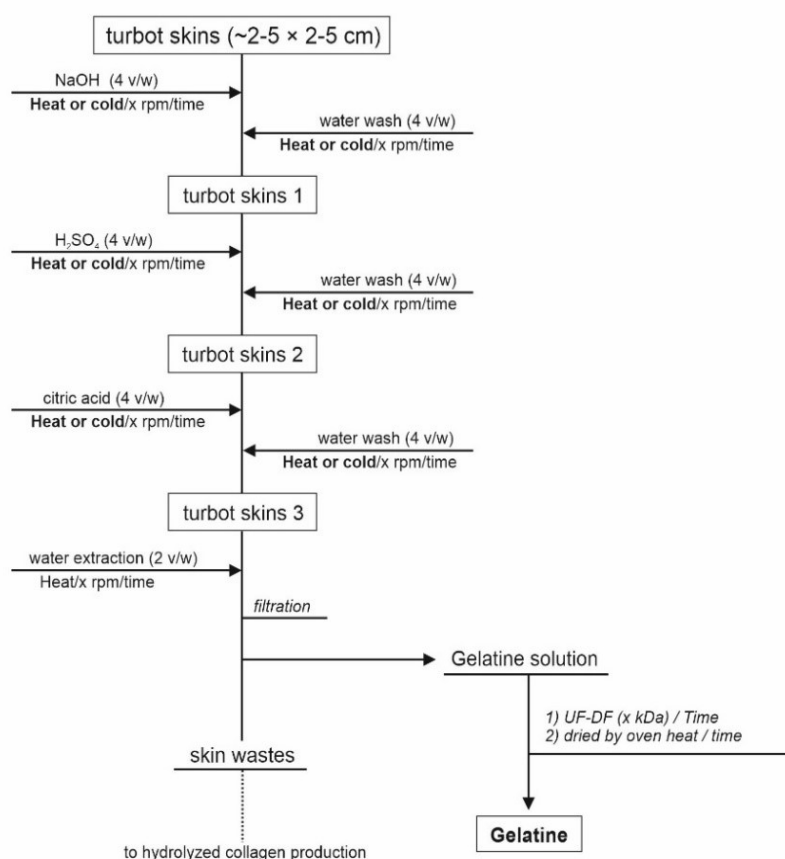 turbot skins (~2-5 × 2-5 cm)
NaOH (4 v/w)
Heat or cold/x rpm/time
water wash (4 v/w)
Heat or cold/x rpm/time
turbot skins 1
H₂SO₄ (4 v/w)
Heat or cold/x rpm/time
water wash (4 v/w)
Heat or cold/x rpm/time
turbot skins 2
citric acid (4 v/w)
Heat or cold/x rpm/time
water wash (4 v/w)
Heat or cold/x rpm/time
turbot skins 3
water extraction (2 v/w)
Heat/x rpm/time
filtration
Gelatine solution
1) UF-DF (x kDa) / Time
2) dried by oven heat / time
skin wastes
Gelatine
to hydrolyzed collagen production